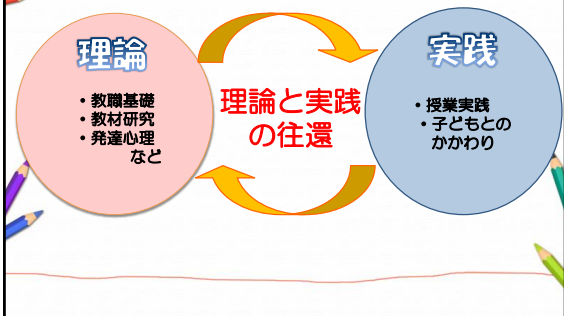 理論
・教職基礎
・教材研究
・発達心理
など
理論と実践
の往還
実践
・授業実践
・子どもとの
かかわり